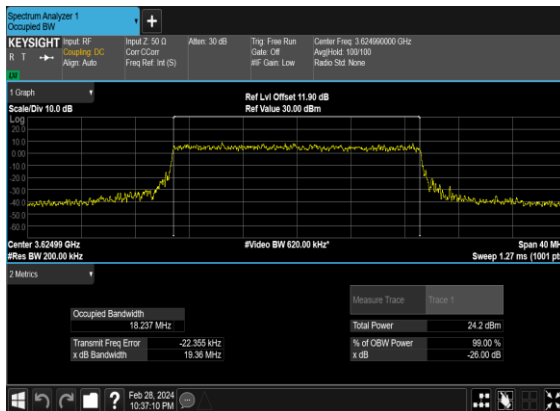 Spectrum Analyzer 1
Occupied BW
+
KEYSIGHT Input: RF Input Z: 50 Ω Atten: 30 dB Trig: Free Run Center Freq: 3.624990000 GHz
R T Coupling: DC Corr CCorr Gate: Off Avg|Hold: 100/100
Align: Auto Freq Ref: Int (S) #IF Gain: Low Radio Std: None
1 Graph
Ref Lvl Offset 11.90 dB
Scale/Div 10.0 dB Ref Value 30.00 dBm
Log
20.0
10.0
0.00
-10.0
-20.0
-30.0
-40.0
-50.0
-60.0
Center 3.62499 GHz #Video BW 620.00 kHz* Span 40 MH
#Res BW 200.00 kHz Sweep 1.27 ms (1001 pt
2 Metrics
Measure Trace Trace 1
Occupied Bandwidth
18.237 MHz Total Power 24.2 dBm
Transmit Freq Error -22.355 kHz % of OBW Power 99.00 %
x dB Bandwidth 19.36 MHz x dB -26.00 dB
? Feb 28, 2024
10:37:10 PM